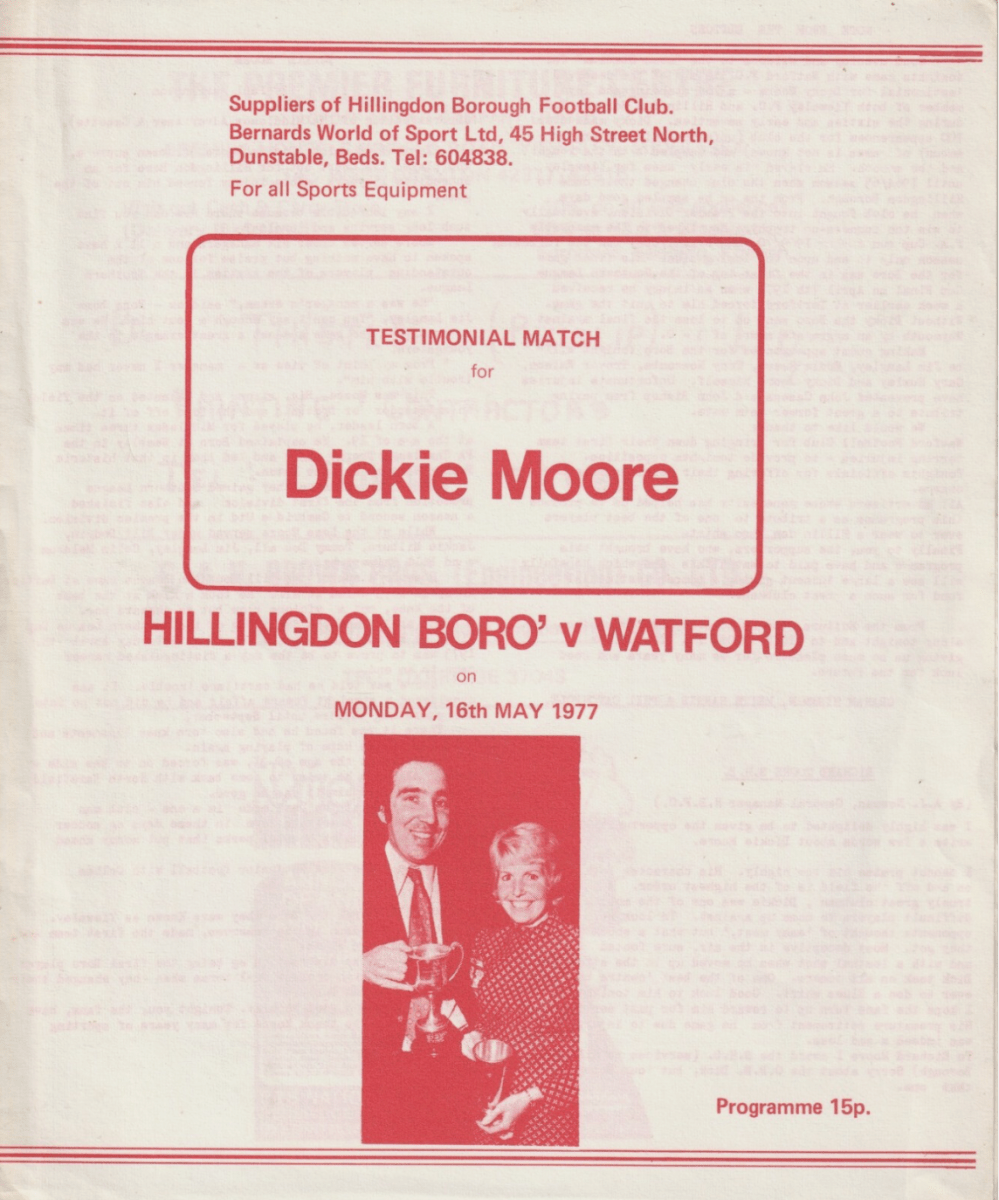 Suppliers of Hillingdon Borough Football Club.
Bernards World of Sport Ltd, 45 High Street North,
Dunstable, Beds. Tel: 604838.
For all Sports Equipment
TESTIMONIAL MATCH
for
Dickie Moore
HILLINGDON BORO' v WATFORD
on
MONDAY, 16th MAY 1977
Programme 15p.